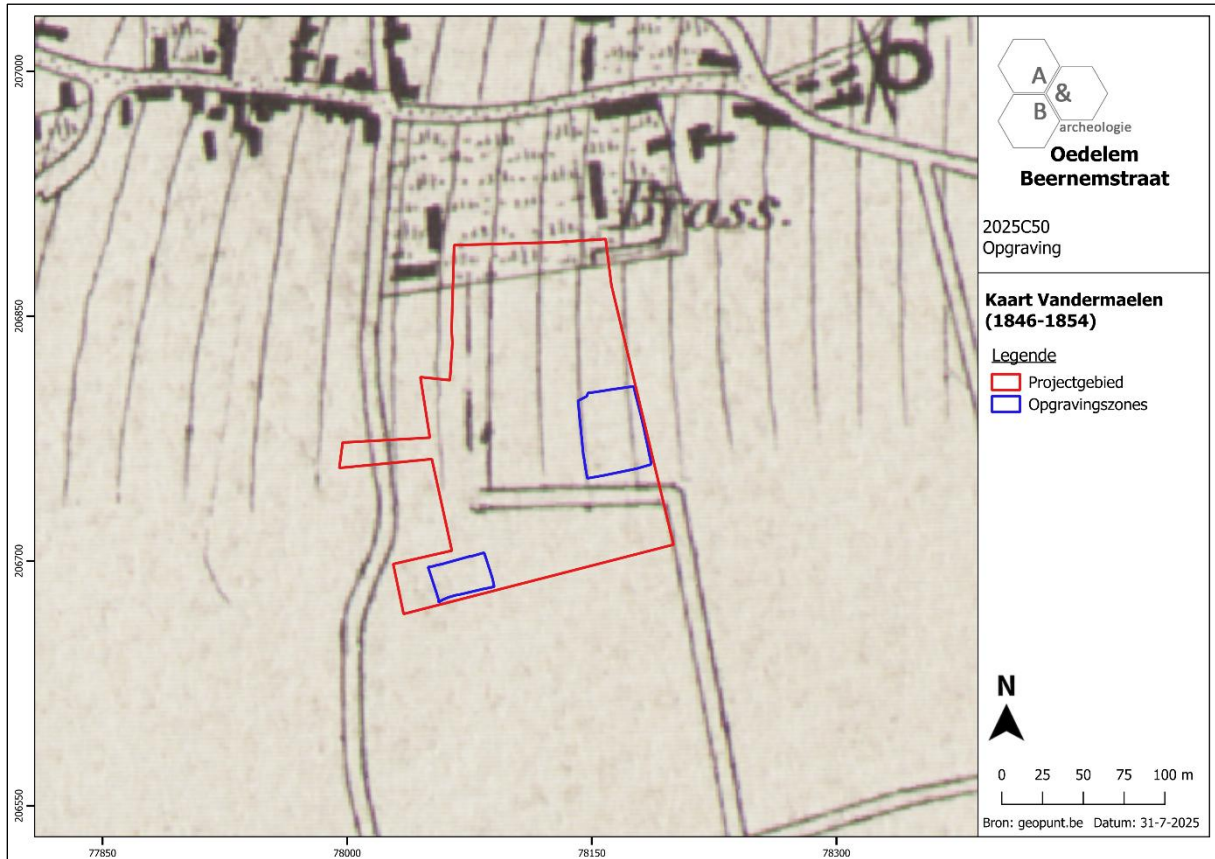 207000
206850
206700
206550
77850
78000
78150
78300
Brass.
A
&
B
archeologie
Oedelem
Beernemstraat
2025C50
Opgraving
Kaart Vandermaelen
(1846-1854)
Legende
Projectgebied
Opgravingszones
N
0 25 50 75 100 m
Bron: geopunt.be Datum: 31-7-2025